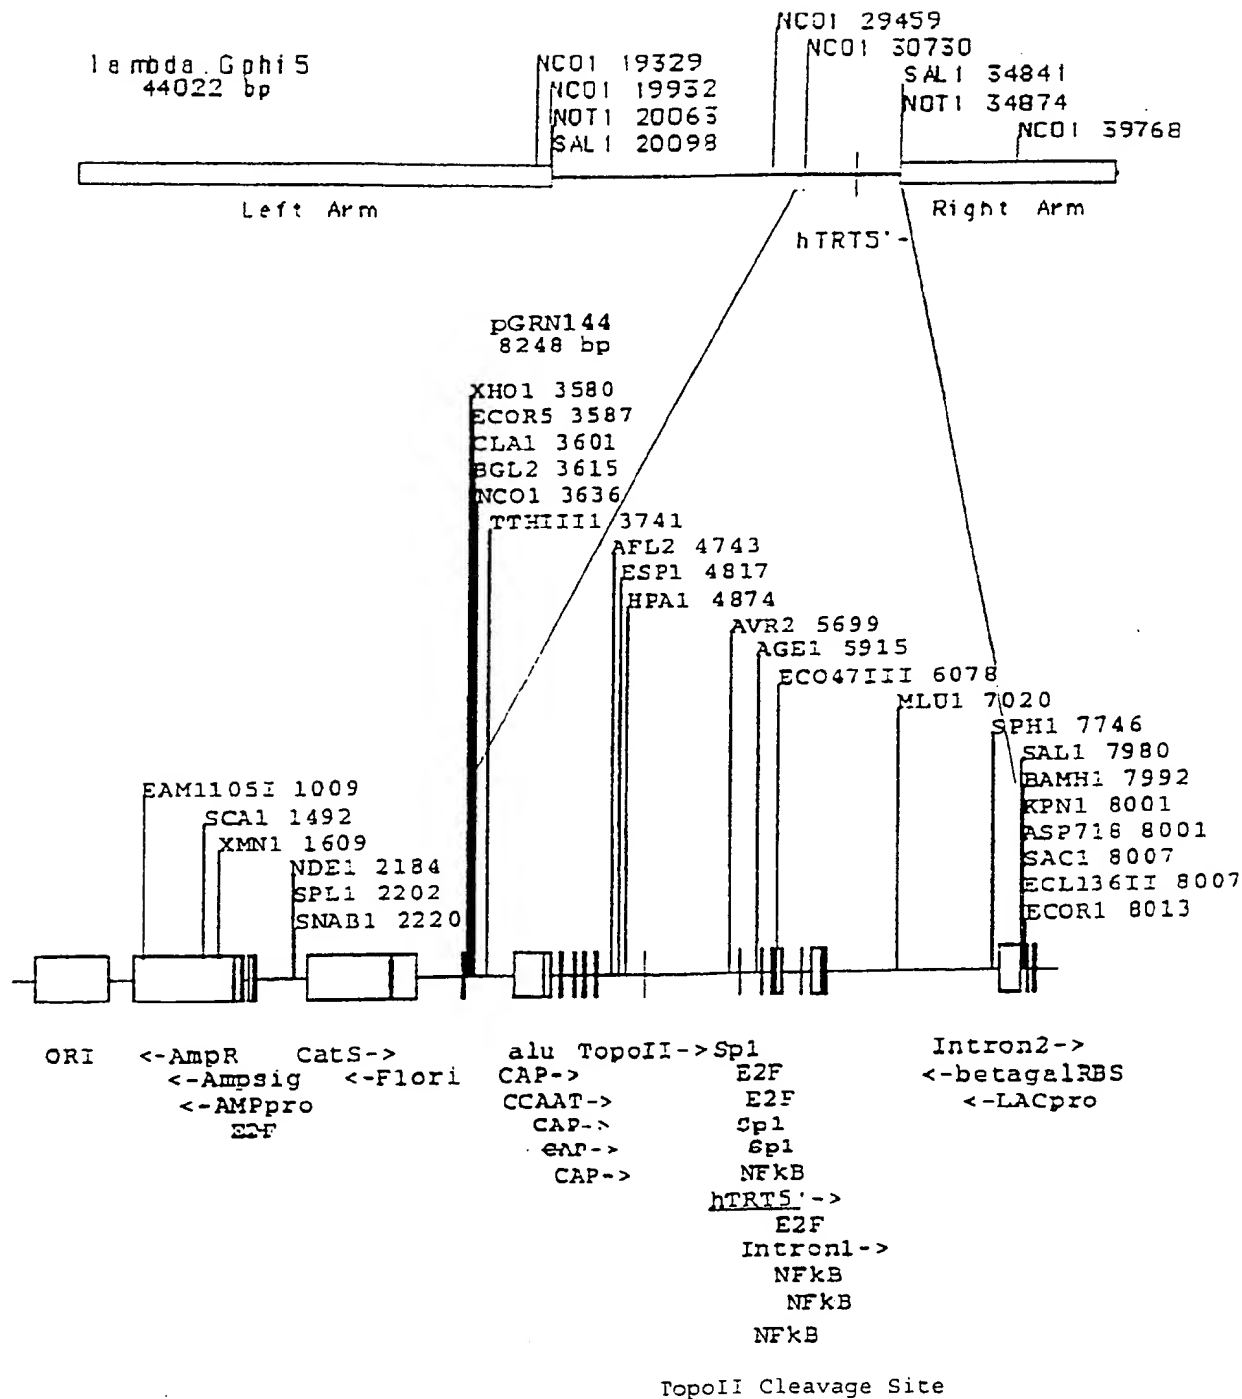 lambda.Gphi5
44022 bp
NCO1 19329
NCO1 19932
NOT1 20063
SAL1 20098
NCO1 29459
NCO1 30730
SAL1 34841
NOT1 34874
NCO1 39768
Left Arm
Right Arm
hTRT5'-
pGRN144
8248 bp
XHO1 3580
ECOR5 3587
CLA1 3601
BGL2 3615
NCO1 3636
TTHIII1 3741
AFL2 4743
ESP1 4817
HPA1 4874
AVR2 5699
AGE1 5915
ECO47III 6078
MLU1 7020
SPH1 7746
SAL1 7980
BAMH1 7992
KPN1 8001
ASP718 8001
SAC1 8007
ECL136II 8007
ECOR1 8013
EAM1105I 1009
SCA1 1492
XMN1 1609
NDE1 2184
SPL1 2202
SNAB1 2220
ORI <-AmpR CatS-> alu TopoII->Sp1 Intron2->
<-Ampsig <-F1ori CAP-> E2F <-betagalRBS
<-AMPpro CCAAT-> E2F <-LACpro
E2F CAP-> Sp1
CAP-> Sp1
CAP-> NFkB
hTRT5'->
E2F
Intron1->
NFkB
NFkB
NFkB
TopoII Cleavage Site